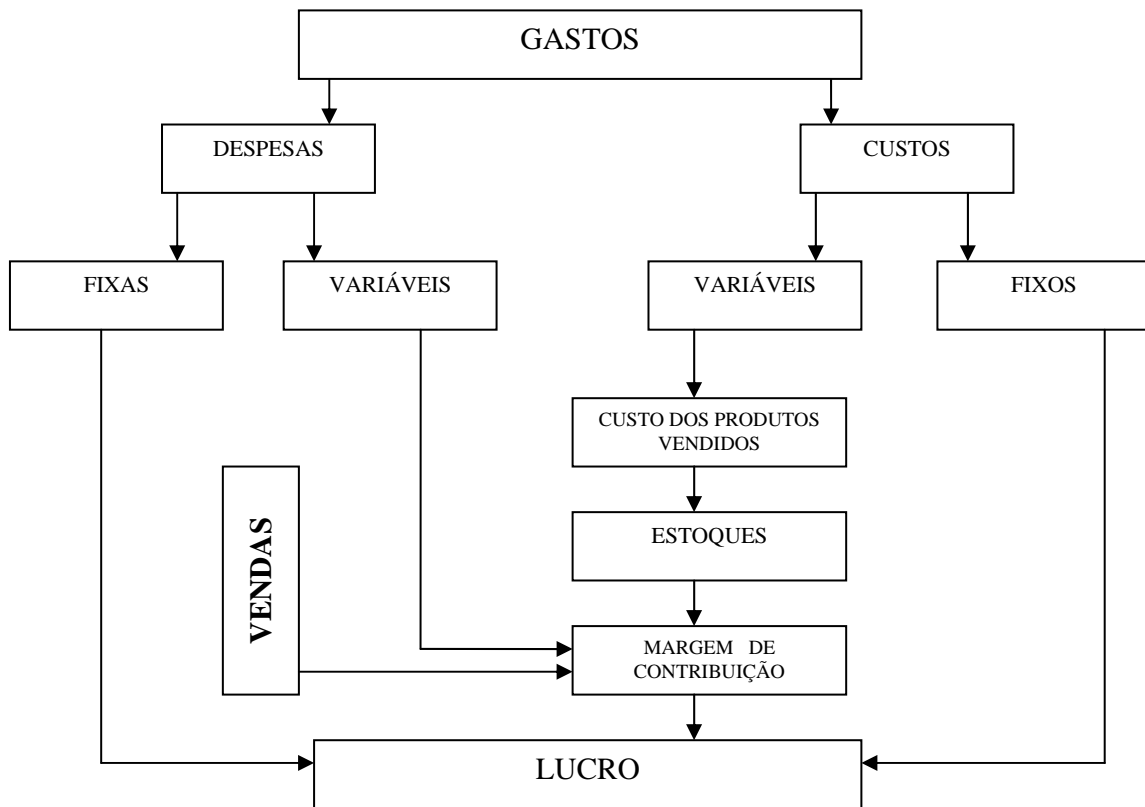 GASTOS
DESPESAS
CUSTOS
FIXAS
VARIÁVEIS
VARIÁVEIS
FIXOS
CUSTO DOS PRODUTOS
VENDIDOS
VENDAS
ESTOQUES
MARGEM DE
CONTRIBUIÇÃO
LUCRO